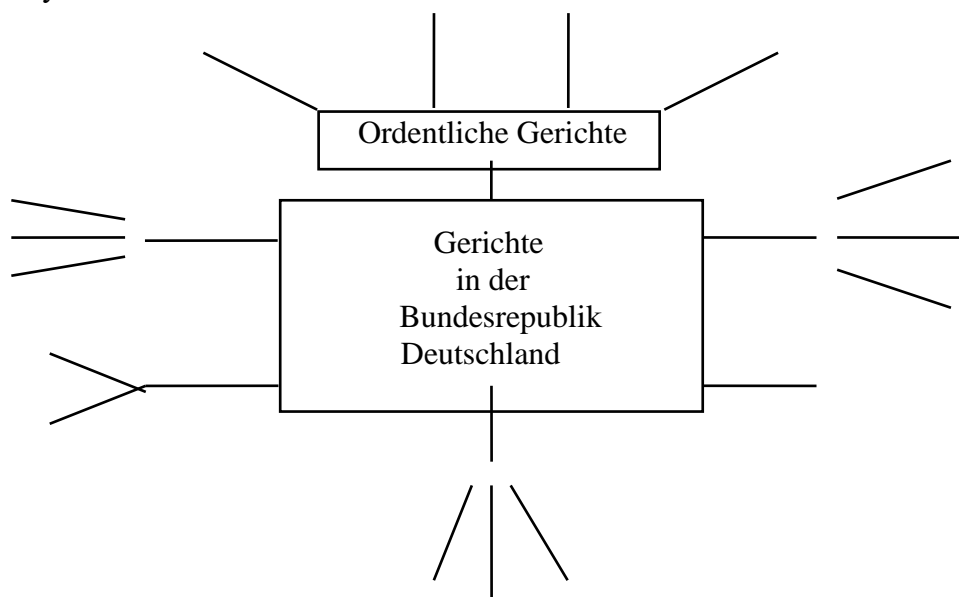 Ordentliche Gerichte
Gerichte
in der
Bundesrepublik
Deutschland